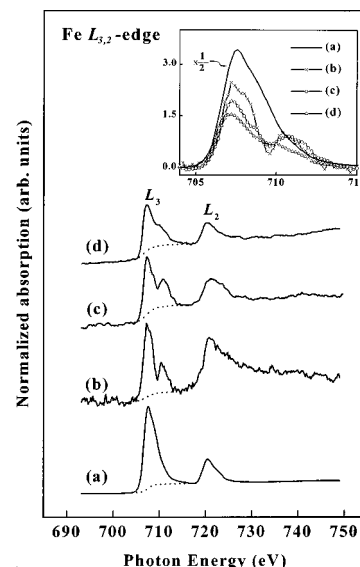 Fe L3,2-edge
× 1/2
3.0
1.5
0.0
(a)
(b)
(c)
(d)
705
710
71
L3
L2
(d)
(c)
(b)
(a)
Normalized absorption (arb. units)
690 700 710 720 730 740 750
Photon Energy (eV)